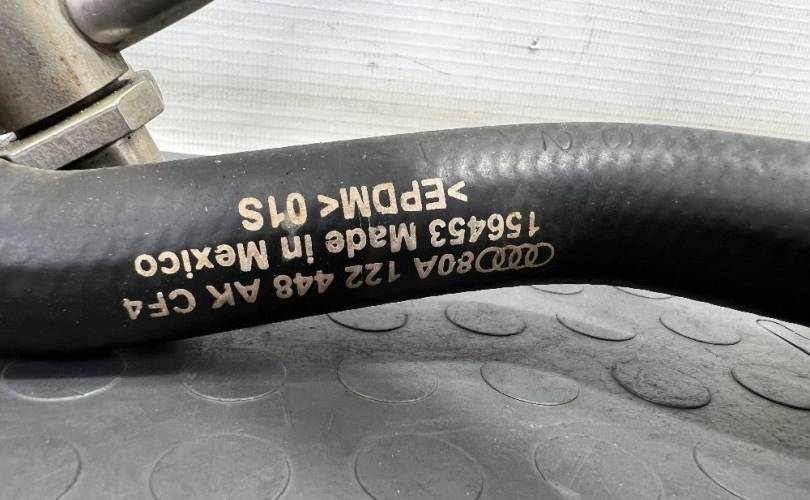 80A 122 448 AK CF4
156453 Made in Mexico
>EPDM< 01S